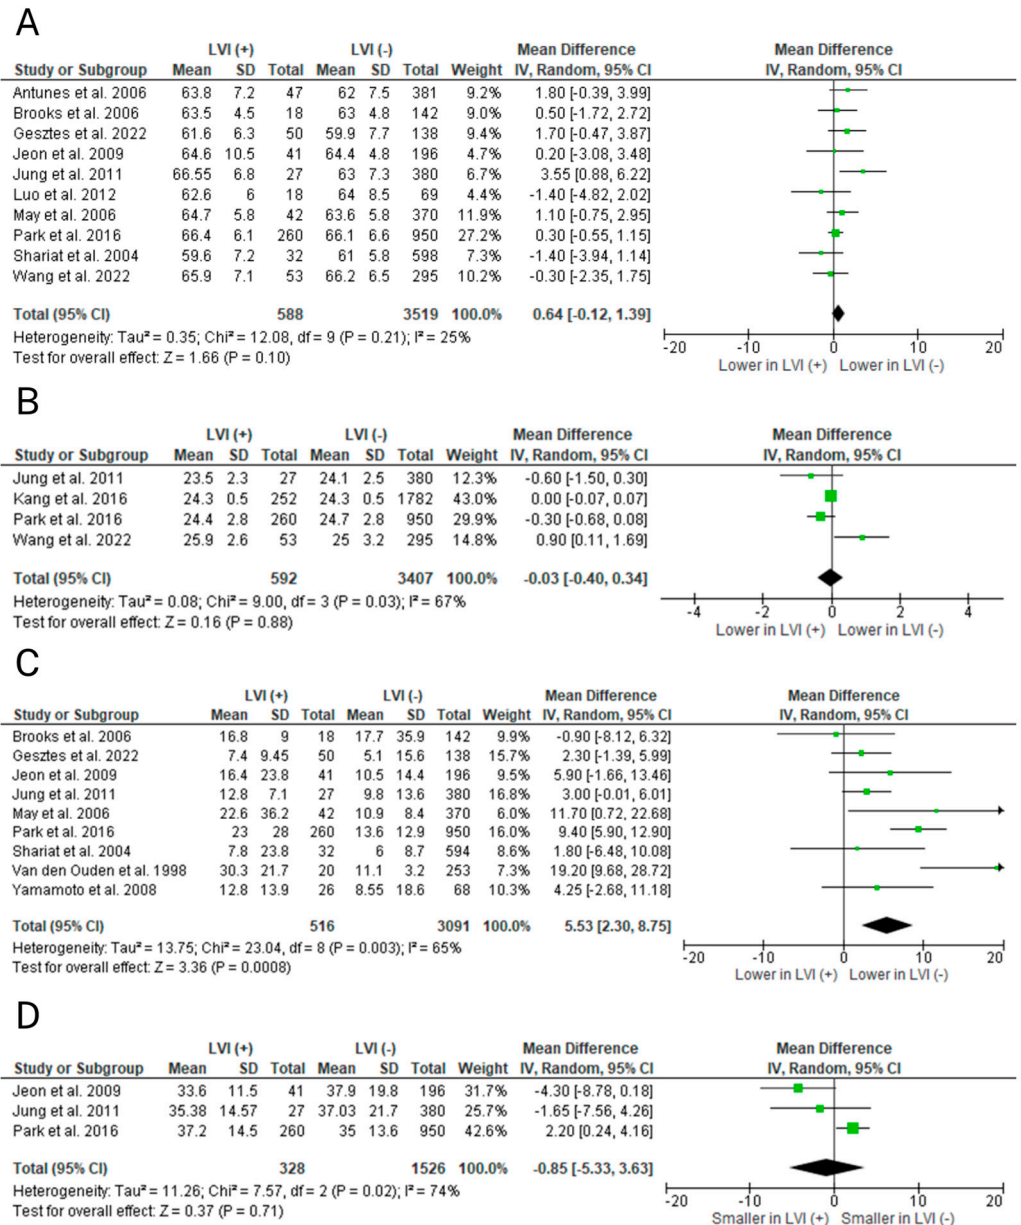 A
LVI (+) LVI (-) Mean Difference Mean Difference
Study or Subgroup Mean SD Total Mean SD Total Weight IV, Random, 95% CI IV, Random, 95% CI
Antunes et al. 2006 63.8 7.2 47 62 7.5 381 9.2% 1.80 [-0.39, 3.99]
Brooks et al. 2006 63.5 4.5 18 63 4.8 142 9.0% 0.50 [-1.72, 2.72]
Gesztes et al. 2022 61.6 6.3 50 59.9 7.7 138 9.4% 1.70 [-0.47, 3.87]
Jeon et al. 2009 64.6 10.5 41 64.4 4.8 196 4.7% 0.20 [-3.08, 3.48]
Jung et al. 2011 66.55 6.8 27 63 7.3 380 6.7% 3.55 [0.88, 6.22]
Luo et al. 2012 62.6 6 18 64 8.5 69 4.4% -1.40 [-4.82, 2.02]
May et al. 2006 64.7 5.8 42 63.6 5.8 370 11.9% 1.10 [-0.75, 2.95]
Park et al. 2016 66.4 6.1 260 66.1 6.6 950 27.2% 0.30 [-0.55, 1.15]
Shariat et al. 2004 59.6 7.2 32 61 5.8 598 7.3% -1.40 [-3.94, 1.14]
Wang et al. 2022 65.9 7.1 53 66.2 6.5 295 10.2% -0.30 [-2.35, 1.75]
Total (95% CI) 588 3519 100.0% 0.64 [-0.12, 1.39]
Heterogeneity: Tau² = 0.35; Chi² = 12.08, df = 9 (P = 0.21); I² = 25%
Test for overall effect: Z = 1.66 (P = 0.10)
-20 -10 0 10 20
Lower in LVI (+) Lower in LVI (-)
B
LVI (+) LVI (-) Mean Difference Mean Difference
Study or Subgroup Mean SD Total Mean SD Total Weight IV, Random, 95% CI IV, Random, 95% CI
Jung et al. 2011 23.5 2.3 27 24.1 2.5 380 12.3% -0.60 [-1.50, 0.30]
Kang et al. 2016 24.3 0.5 252 24.3 0.5 1782 43.0% 0.00 [-0.07, 0.07]
Park et al. 2016 24.4 2.8 260 24.7 2.8 950 29.9% -0.30 [-0.68, 0.08]
Wang et al. 2022 25.9 2.6 53 25 3.2 295 14.8% 0.90 [0.11, 1.69]
Total (95% CI) 592 3407 100.0% -0.03 [-0.40, 0.34]
Heterogeneity: Tau² = 0.08; Chi² = 9.00, df = 3 (P = 0.03); I² = 67%
Test for overall effect: Z = 0.16 (P = 0.88)
-4 -2 0 2 4
Lower in LVI (+) Lower in LVI (-)
C
LVI (+) LVI (-) Mean Difference Mean Difference
Study or Subgroup Mean SD Total Mean SD Total Weight IV, Random, 95% CI IV, Random, 95% CI
Brooks et al. 2006 16.8 9 18 17.7 35.9 142 9.9% -0.90 [-8.12, 6.32]
Gesztes et al. 2022 7.4 9.45 50 5.1 15.6 138 15.7% 2.30 [-1.39, 5.99]
Jeon et al. 2009 16.4 23.8 41 10.5 14.4 196 9.5% 5.90 [-1.66, 13.46]
Jung et al. 2011 12.8 7.1 27 9.8 13.6 380 16.8% 3.00 [-0.01, 6.01]
May et al. 2006 22.6 36.2 42 10.9 8.4 370 6.0% 11.70 [0.72, 22.68]
Park et al. 2016 23 28 260 13.6 12.9 950 16.0% 9.40 [5.90, 12.90]
Shariat et al. 2004 7.8 23.8 32 6 8.7 594 8.6% 1.80 [-6.48, 10.08]
Van den Ouden et al. 1998 30.3 21.7 20 11.1 3.2 253 7.3% 19.20 [9.68, 28.72]
Yamamoto et al. 2008 12.8 13.9 26 8.55 18.6 68 10.3% 4.25 [-2.68, 11.18]
Total (95% CI) 516 3091 100.0% 5.53 [2.30, 8.75]
Heterogeneity: Tau² = 13.75; Chi² = 23.04, df = 8 (P = 0.003); I² = 65%
Test for overall effect: Z = 3.36 (P = 0.0008)
-20 -10 0 10 20
Lower in LVI (+) Lower in LVI (-)
D
LVI (+) LVI (-) Mean Difference Mean Difference
Study or Subgroup Mean SD Total Mean SD Total Weight IV, Random, 95% CI IV, Random, 95% CI
Jeon et al. 2009 33.6 11.5 41 37.9 19.8 196 31.7% -4.30 [-8.78, 0.18]
Jung et al. 2011 35.38 14.57 27 37.03 21.7 380 25.7% -1.65 [-7.56, 4.26]
Park et al. 2016 37.2 14.5 260 35 13.6 950 42.6% 2.20 [0.24, 4.16]
Total (95% CI) 328 1526 100.0% -0.85 [-5.33, 3.63]
Heterogeneity: Tau² = 11.26; Chi² = 7.57, df = 2 (P = 0.02); I² = 74%
Test for overall effect: Z = 0.37 (P = 0.71)
-20 -10 0 10 20
Smaller in LVI (+) Smaller in LVI (-)